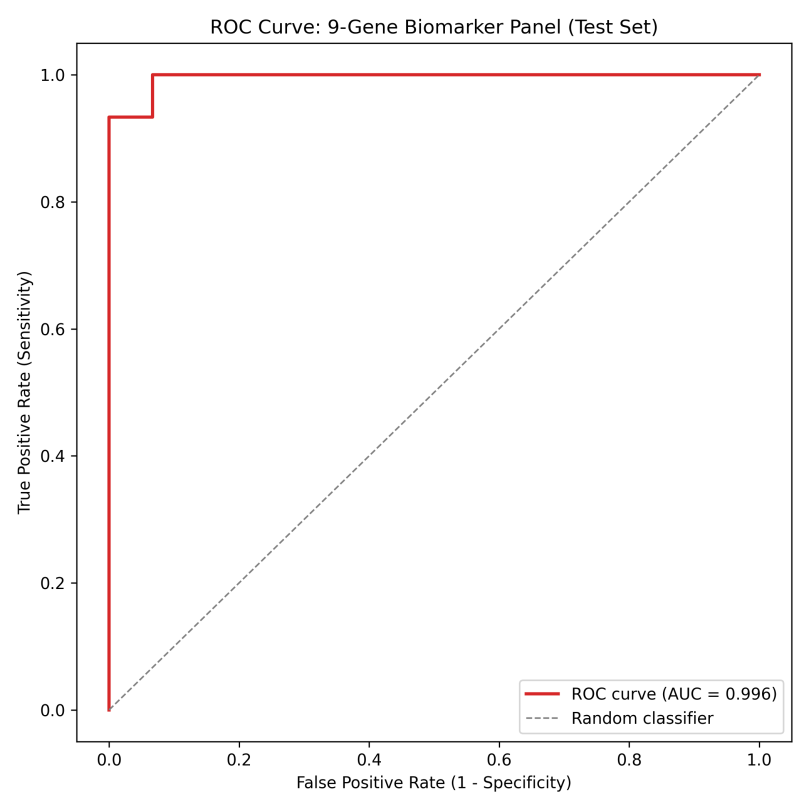 ROC Curve: 9-Gene Biomarker Panel (Test Set)
True Positive Rate (Sensitivity)
1.0
0.8
0.6
0.4
0.2
0.0
ROC curve (AUC = 0.996)
Random classifier
0.0 0.2 0.4 0.6 0.8 1.0
False Positive Rate (1 - Specificity)